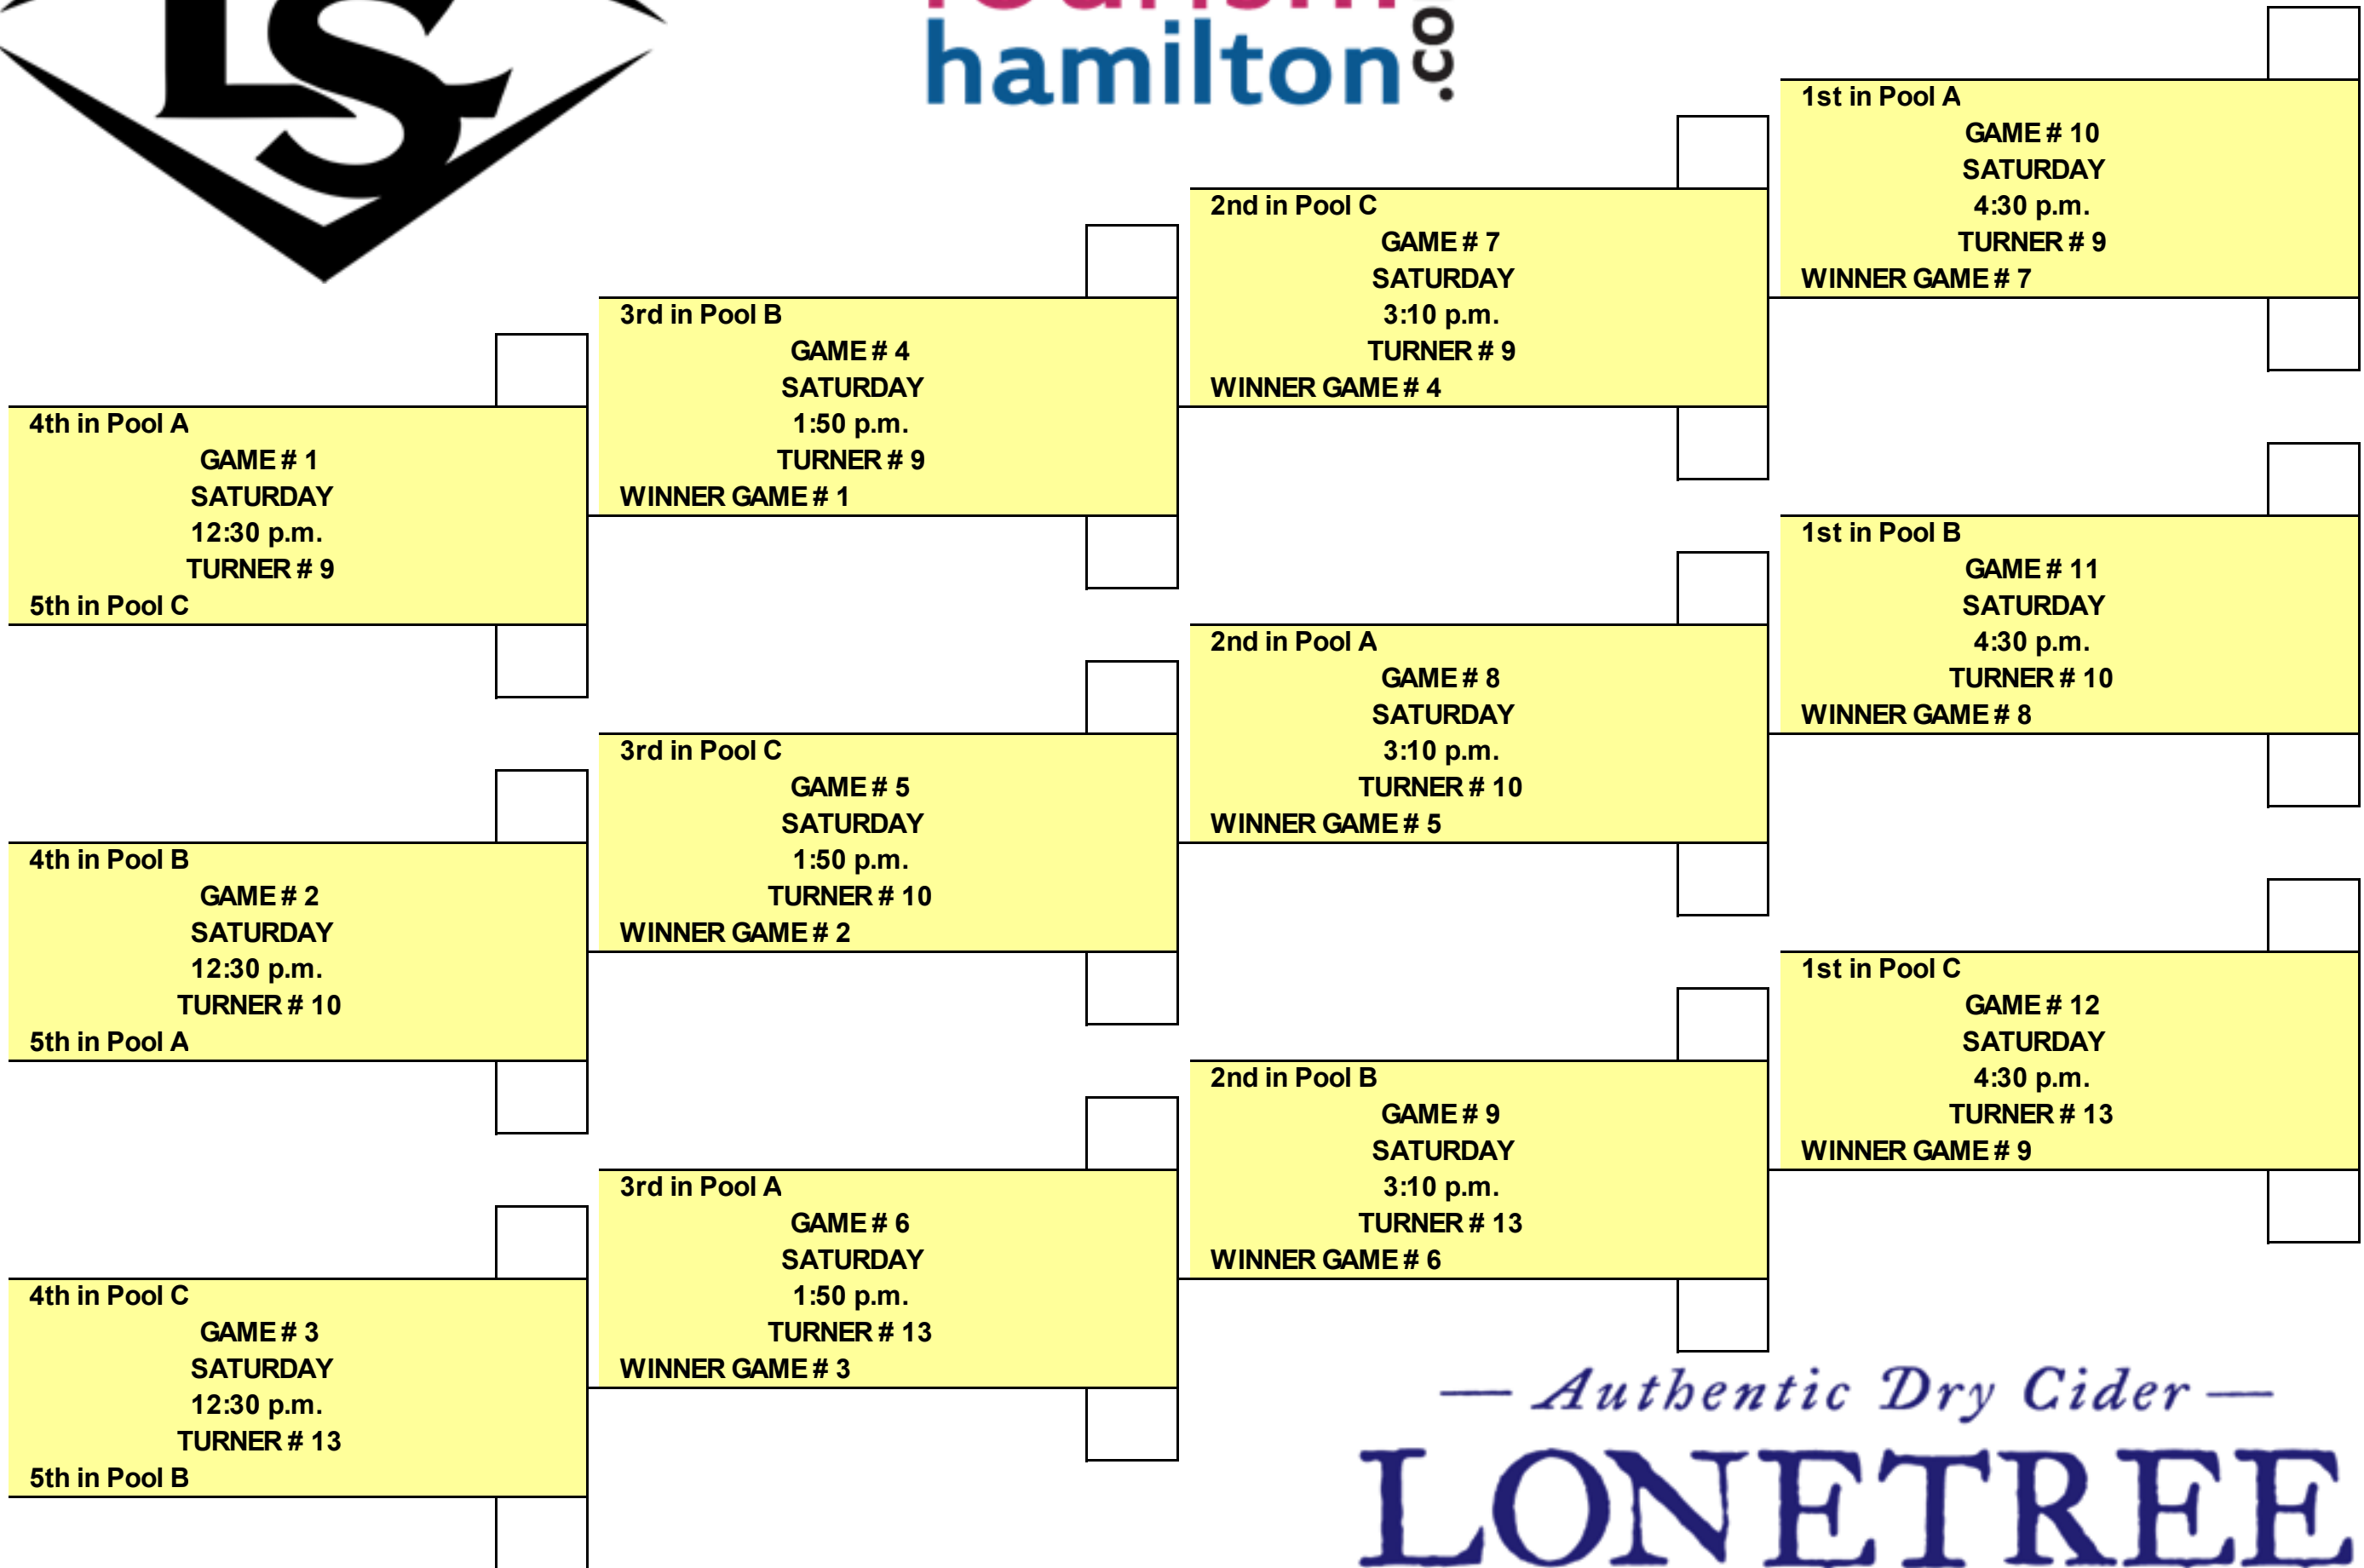 LS
tourism
hamilton
.co
1st in Pool A
GAME # 10
SATURDAY
4:30 p.m.
TURNER # 9
WINNER GAME # 7
2nd in Pool C
GAME # 7
SATURDAY
3:10 p.m.
TURNER # 9
WINNER GAME # 4
3rd in Pool B
GAME # 4
SATURDAY
1:50 p.m.
TURNER # 9
WINNER GAME # 1
4th in Pool A
GAME # 1
SATURDAY
12:30 p.m.
TURNER # 9
5th in Pool C
1st in Pool B
GAME # 11
SATURDAY
4:30 p.m.
TURNER # 10
WINNER GAME # 8
2nd in Pool A
GAME # 8
SATURDAY
3:10 p.m.
TURNER # 10
WINNER GAME # 5
3rd in Pool C
GAME # 5
SATURDAY
1:50 p.m.
TURNER # 10
WINNER GAME # 2
4th in Pool B
GAME # 2
SATURDAY
12:30 p.m.
TURNER # 10
5th in Pool A
1st in Pool C
GAME # 12
SATURDAY
4:30 p.m.
TURNER # 13
WINNER GAME # 9
2nd in Pool B
GAME # 9
SATURDAY
3:10 p.m.
TURNER # 13
WINNER GAME # 6
3rd in Pool A
GAME # 6
SATURDAY
1:50 p.m.
TURNER # 13
WINNER GAME # 3
4th in Pool C
GAME # 3
SATURDAY
12:30 p.m.
TURNER # 13
5th in Pool B
— Authentic Dry Cider —
LONETREE